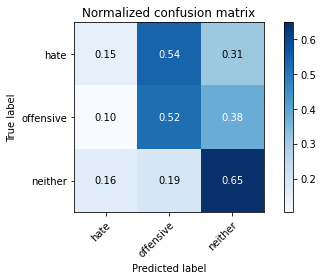 Normalized confusion matrix
True label
hate
offensive
neither
0.15 0.54 0.31
0.10 0.52 0.38
0.16 0.19 0.65
hate
offensive
neither
Predicted label
0.6
0.5
0.4
0.3
0.2